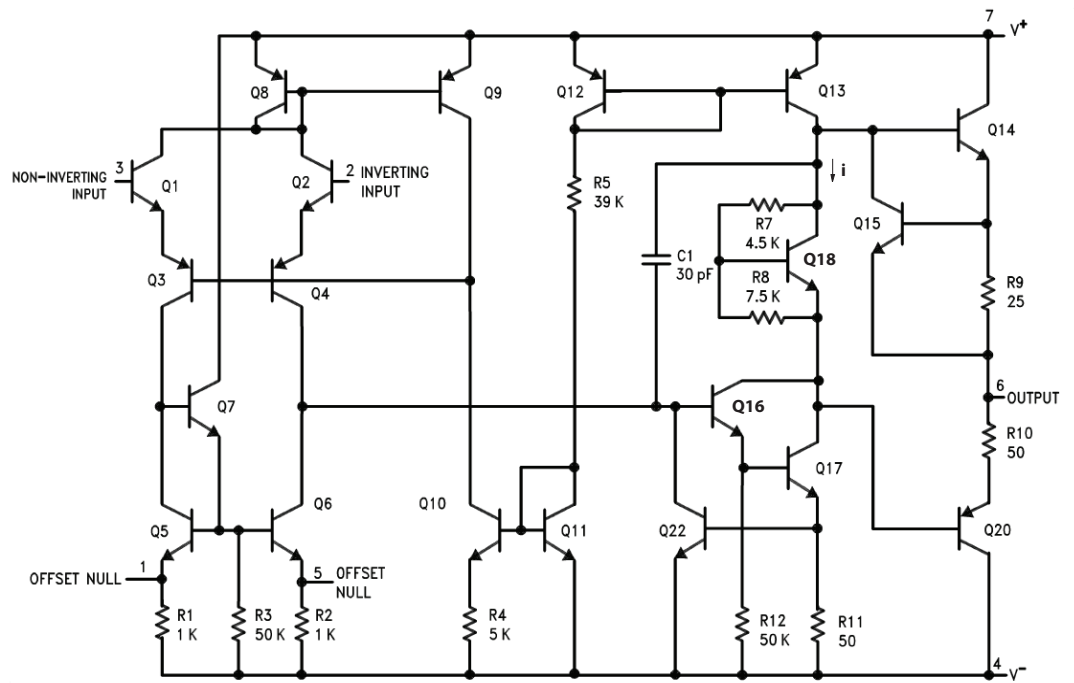 7
V+
Q8
Q9
Q12
Q13
Q14
3
NON-INVERTING
INPUT
Q1
Q2
2
INVERTING
INPUT
R5
39 K
i
R7
4.5 K
Q15
Q3
Q4
C1
30 pF
Q18
R8
7.5 K
R9
25
Q7
6
OUTPUT
Q16
R10
50
Q17
Q5
Q6
Q10
Q11
Q22
Q20
1
OFFSET NULL
5
OFFSET
NULL
R1
1 K
R3
50 K
R2
1 K
R4
5 K
R12
50 K
R11
50
4
V-